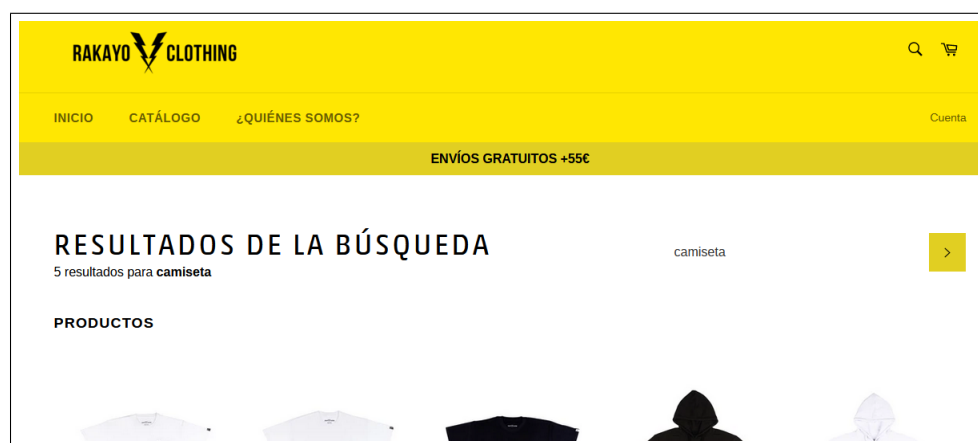 RAKAYO CLOTHING
INICIO CATÁLOGO ¿QUIÉNES SOMOS? Cuenta
ENVÍOS GRATUITOS +55€
RESULTADOS DE LA BÚSQUEDA
camiseta
5 resultados para camiseta
PRODUCTOS